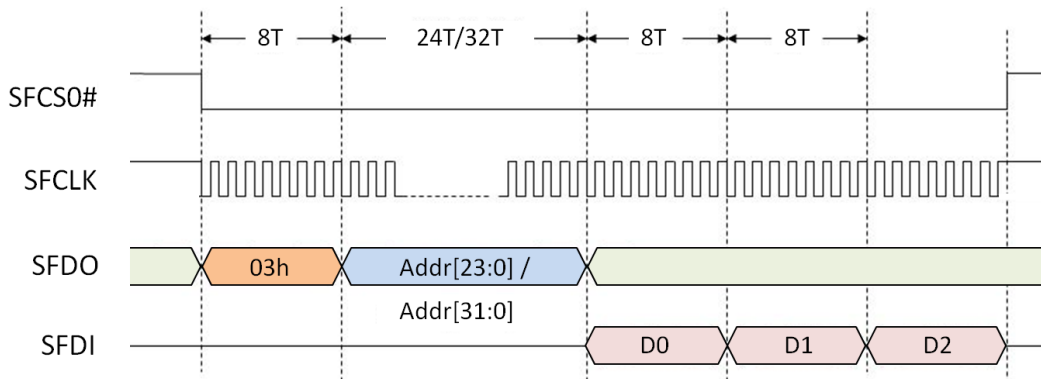 8T 24T/32T 8T 8T
SFCS0#
SFCLK
SFDO 03h Addr[23:0] /
Addr[31:0]
SFDI D0 D1 D2